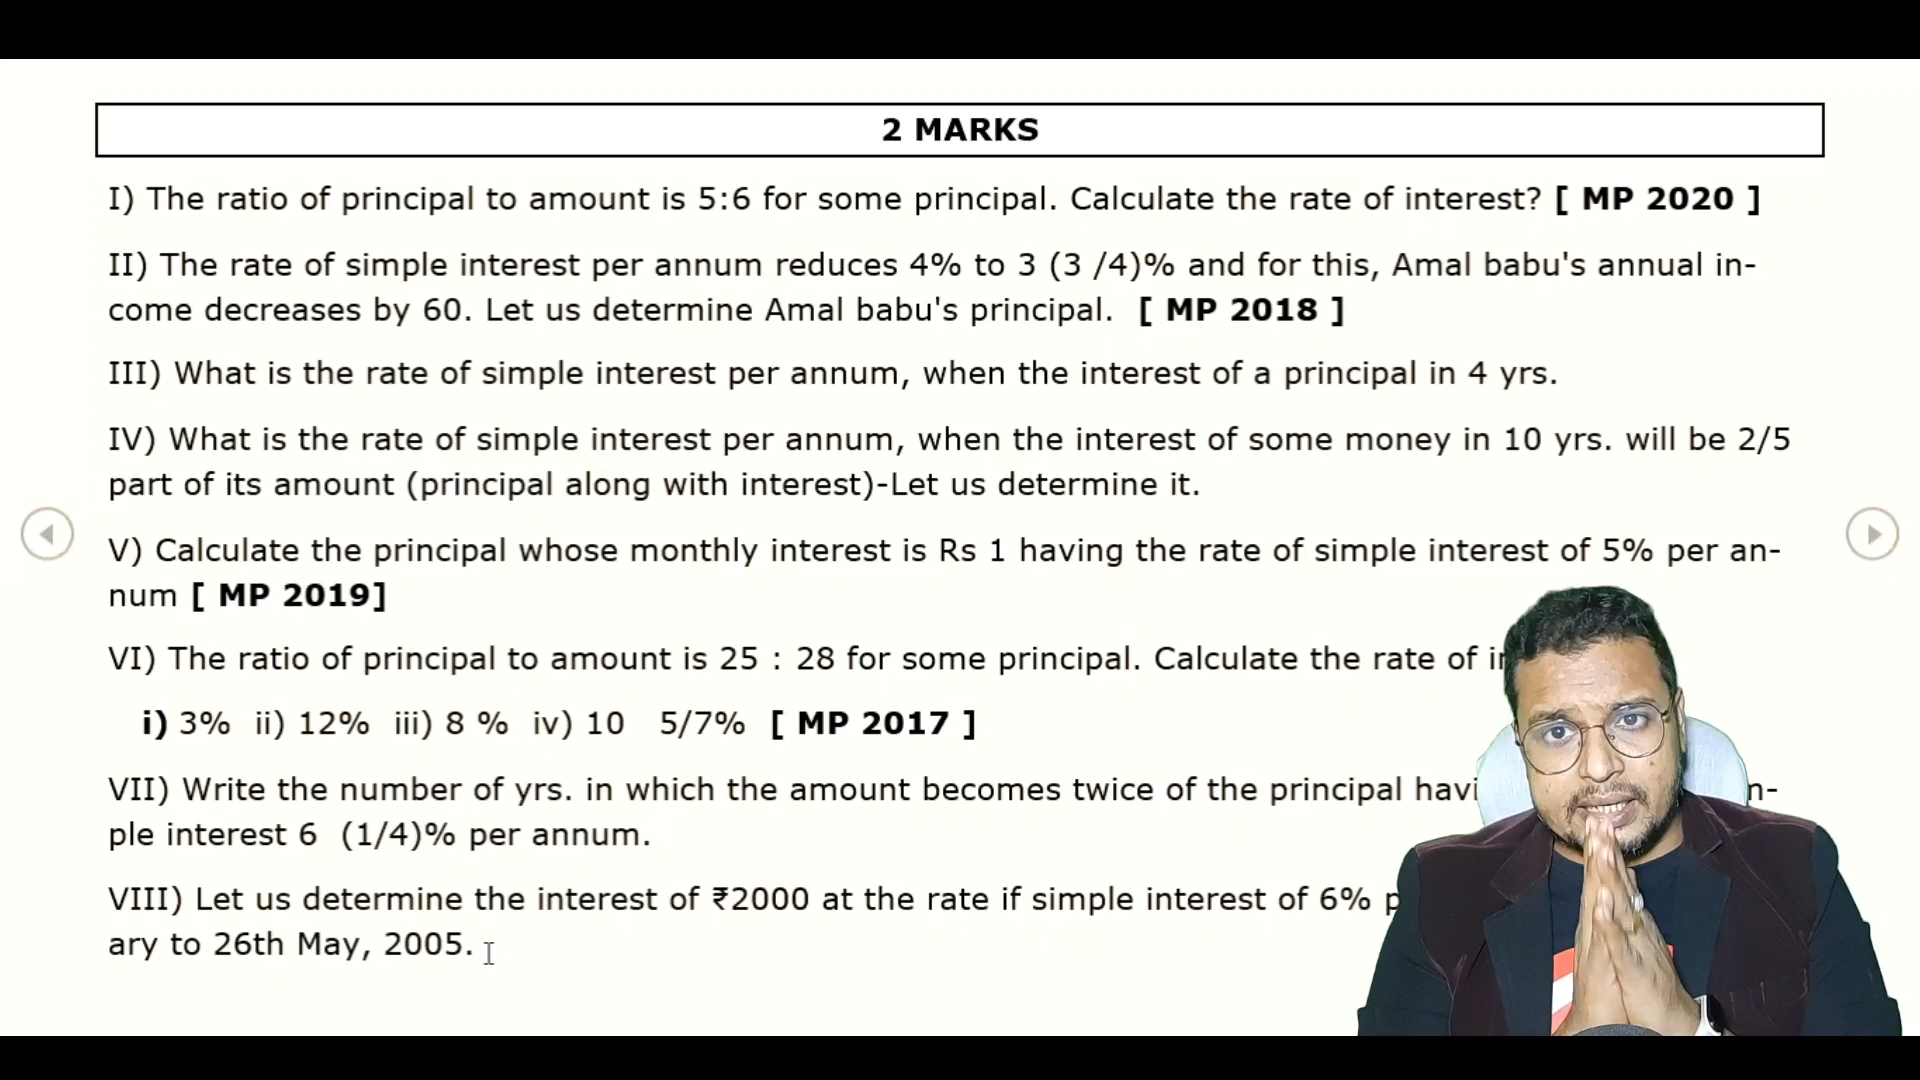 2 MARKS
I) The ratio of principal to amount is 5:6 for some principal. Calculate the rate of interest? [ MP 2020 ]
II) The rate of simple interest per annum reduces 4% to 3 (3 /4)% and for this, Amal babu's annual in-
come decreases by 60. Let us determine Amal babu's principal. [ MP 2018 ]
III) What is the rate of simple interest per annum, when the interest of a principal in 4 yrs.
IV) What is the rate of simple interest per annum, when the interest of some money in 10 yrs. will be 2/5
part of its amount (principal along with interest)-Let us determine it.
V) Calculate the principal whose monthly interest is Rs 1 having the rate of simple interest of 5% per an-
num [ MP 2019]
VI) The ratio of principal to amount is 25 : 28 for some principal. Calculate the rate of
i) 3% ii) 12% iii) 8 % iv) 10 5/7% [ MP 2017 ]
VII) Write the number of yrs. in which the amount becomes twice of the principal
ple interest 6 (1/4)% per annum.
VIII) Let us determine the interest of ₹2000 at the rate if simple interest of 6%
ary to 26th May, 2005.